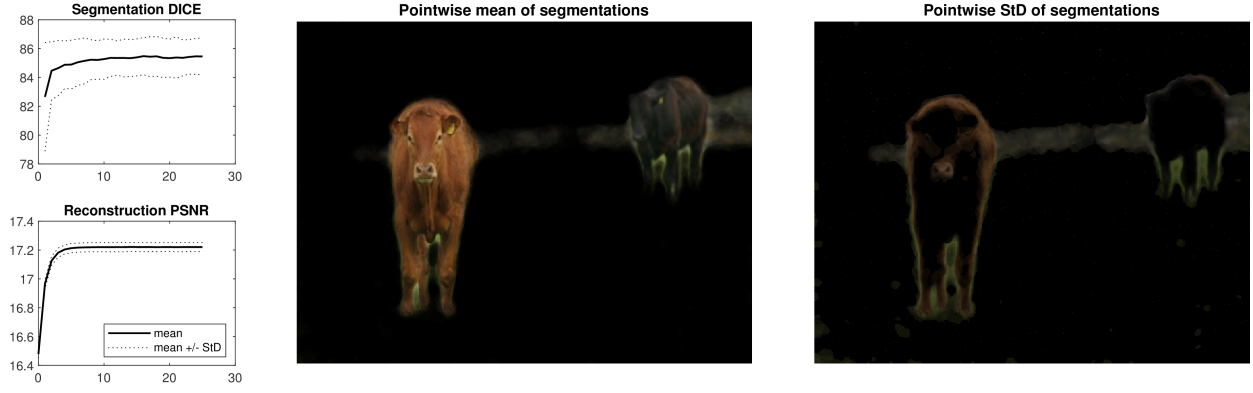 Segmentation DICE
88
86
84
82
80
78
0 10 20 30
Reconstruction PSNR
17.4
17.2
17
16.8
16.6
16.4
mean
mean +/- StD
0 10 20 30
Pointwise mean of segmentations
Pointwise StD of segmentations